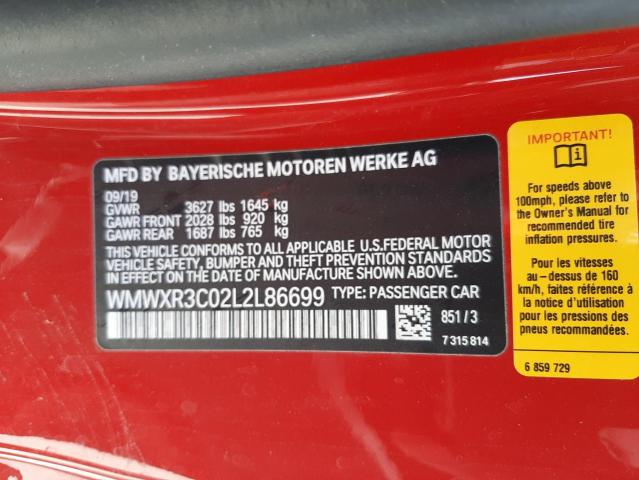 MFD BY BAYERISCHE MOTOREN WERKE AG
09/19
GVWR 3627 lbs 1645 kg
GAWR FRONT 2028 lbs 920 kg
GAWR REAR 1687 lbs 765 kg
THIS VEHICLE CONFORMS TO ALL APPLICABLE U.S.FEDERAL MOTOR
VEHICLE SAFETY, BUMPER AND THEFT PREVENTION STANDARDS
IN EFFECT ON THE DATE OF MANUFACTURE SHOWN ABOVE.
WMWXR3C02L2L86699 TYPE: PASSENGER CAR
851/3
7 315 814
IMPORTANT!
For speeds above
100mph, please refer to
the Owner's Manual for
recommended tire
inflation pressures.
Pour les vitesses
au-dessus de 160
km/h, faites référence à
la notice d'utilisation
pour les pressions des
pneus recommandées.
6 859 729